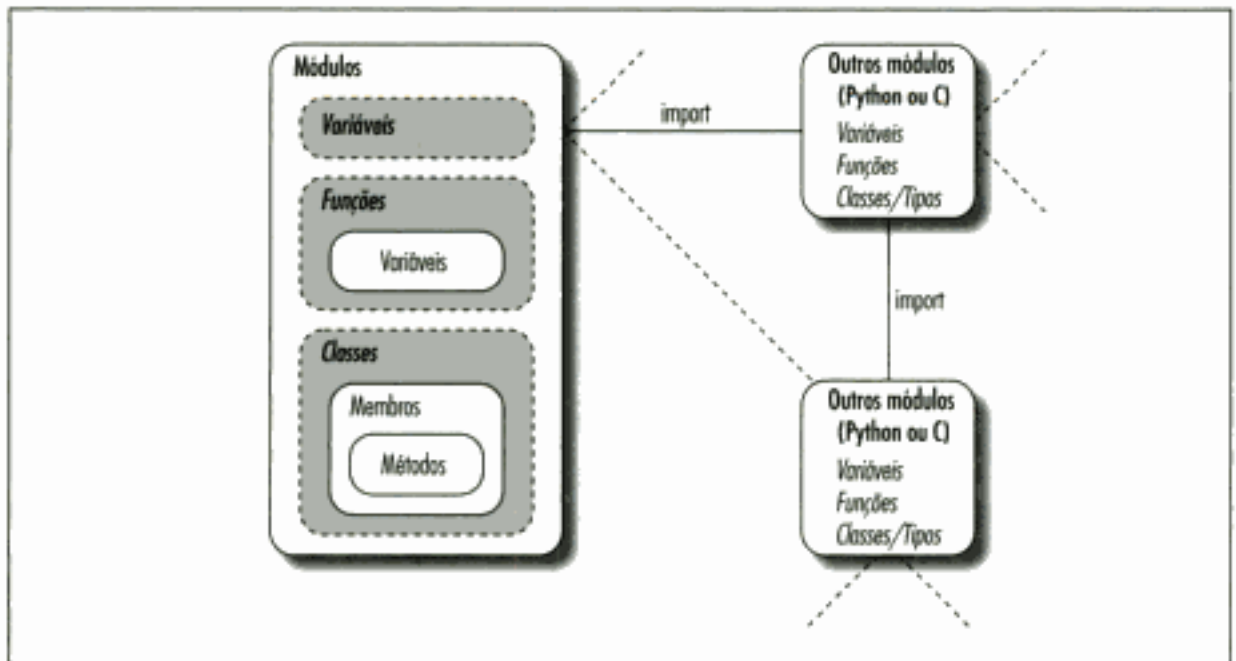 Módulos
Variáveis
Funções
Variáveis
Classes
Membros
Métodos
import
Outros módulos
(Python ou C)
Variáveis
Funções
Classes/Tipos
import
Outros módulos
(Python ou C)
Variáveis
Funções
Classes/Tipos